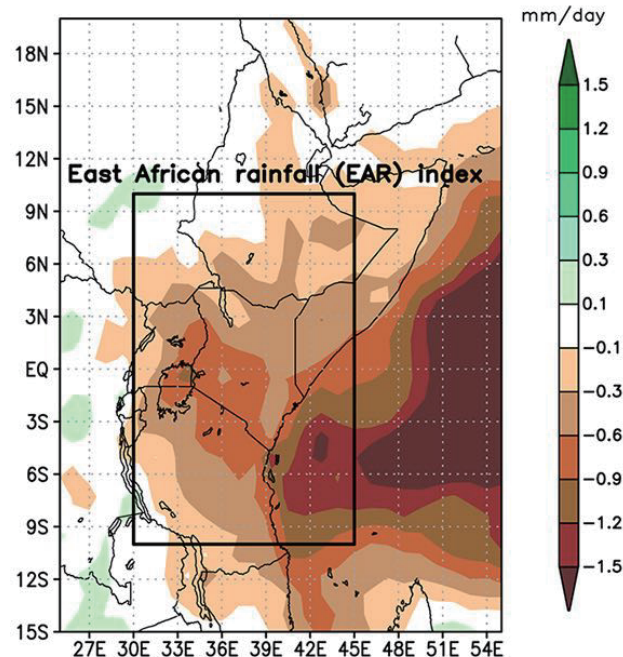 mm/day
18N
15N
12N
East African rainfall (EAR) index
9N
6N
3N
EQ
3S
6S
9S
12S
15S
27E 30E 33E 36E 39E 42E 45E 48E 51E 54E
1.5
1.2
0.9
0.6
0.3
0.1
−0.1
−0.3
−0.6
−0.9
−1.2
−1.5